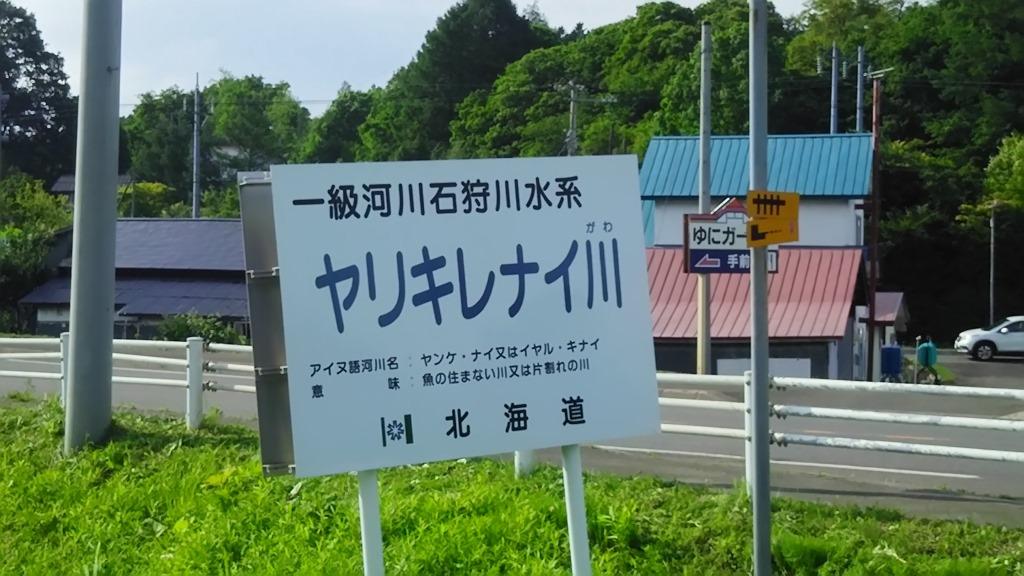 一級河川石狩川水系
がわ
ヤリキレナイ川
アイヌ語河川名 : ヤンケ・ナイ又はイヤル・キナイ
意味 : 魚の住まない川又は片割れの川
北海道
ゆにガー
手前